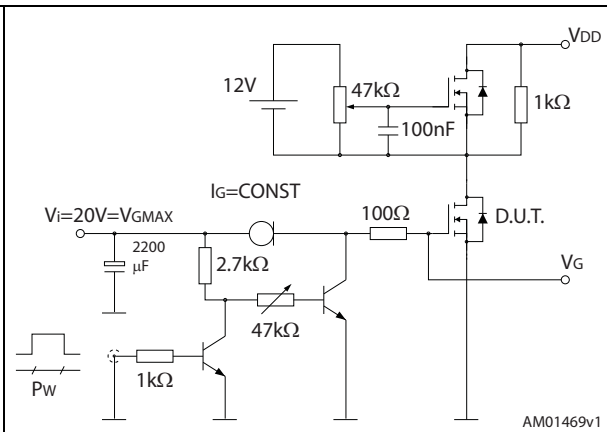 VDD
12V
47kΩ
1kΩ
100nF
IG=CONST
Vi=20V=VGMAX
100Ω
D.U.T.
2200
μF
2.7kΩ
VG
47kΩ
1kΩ
PW
AM01469v1